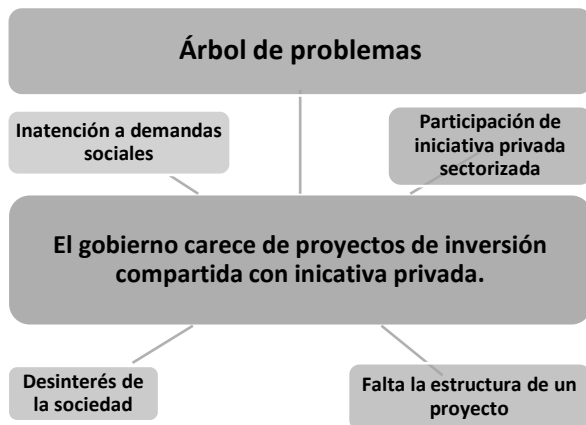 Árbol de problemas
Inatención a demandas
sociales
Participación de
iniciativa privada
sectorizada
El gobierno carece de proyectos de inversión
compartida con inicativa privada.
Desinterés de
la sociedad
Falta la estructura de un
proyecto